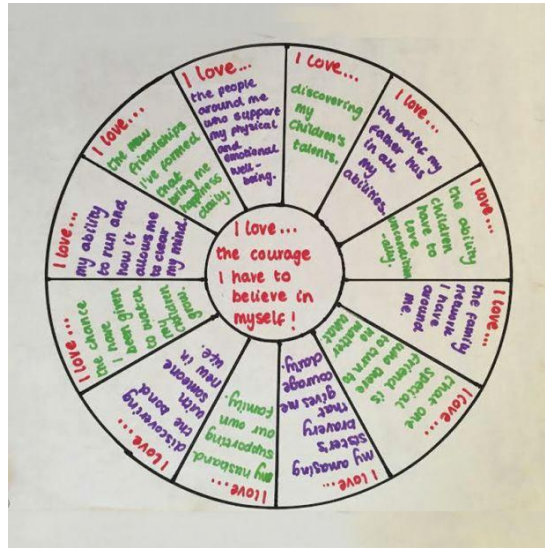 I love...
the courage
I have to
believe in
myself!
I love...
discovering
my
children's
talents.
I love...
the belief my
father has
in all
my
abilities.
I love...
the ability
children
have to
love
uncondition
-ally.
I love...
the family
network
I have
around
me.
I love...
that one
special
friend is
who there
who turn to
no matter
what
I love...
my amazing
sister's
bravery
that
gives me
courage
daily.
I love...
my husband
supporting
our own
family.
I love...
discovering
the bond
with
someone
new in
life.
I love...
the chance
I have
been given
to watch
my
children
grow.
I love...
my ability
to run and
how it
allows me
to clear
my mind.
I love...
the new
friendships
I've formed
that
bring me
happiness
daily.
I love...
the people
around me
who support
my physical
and
emotional
well-
being.